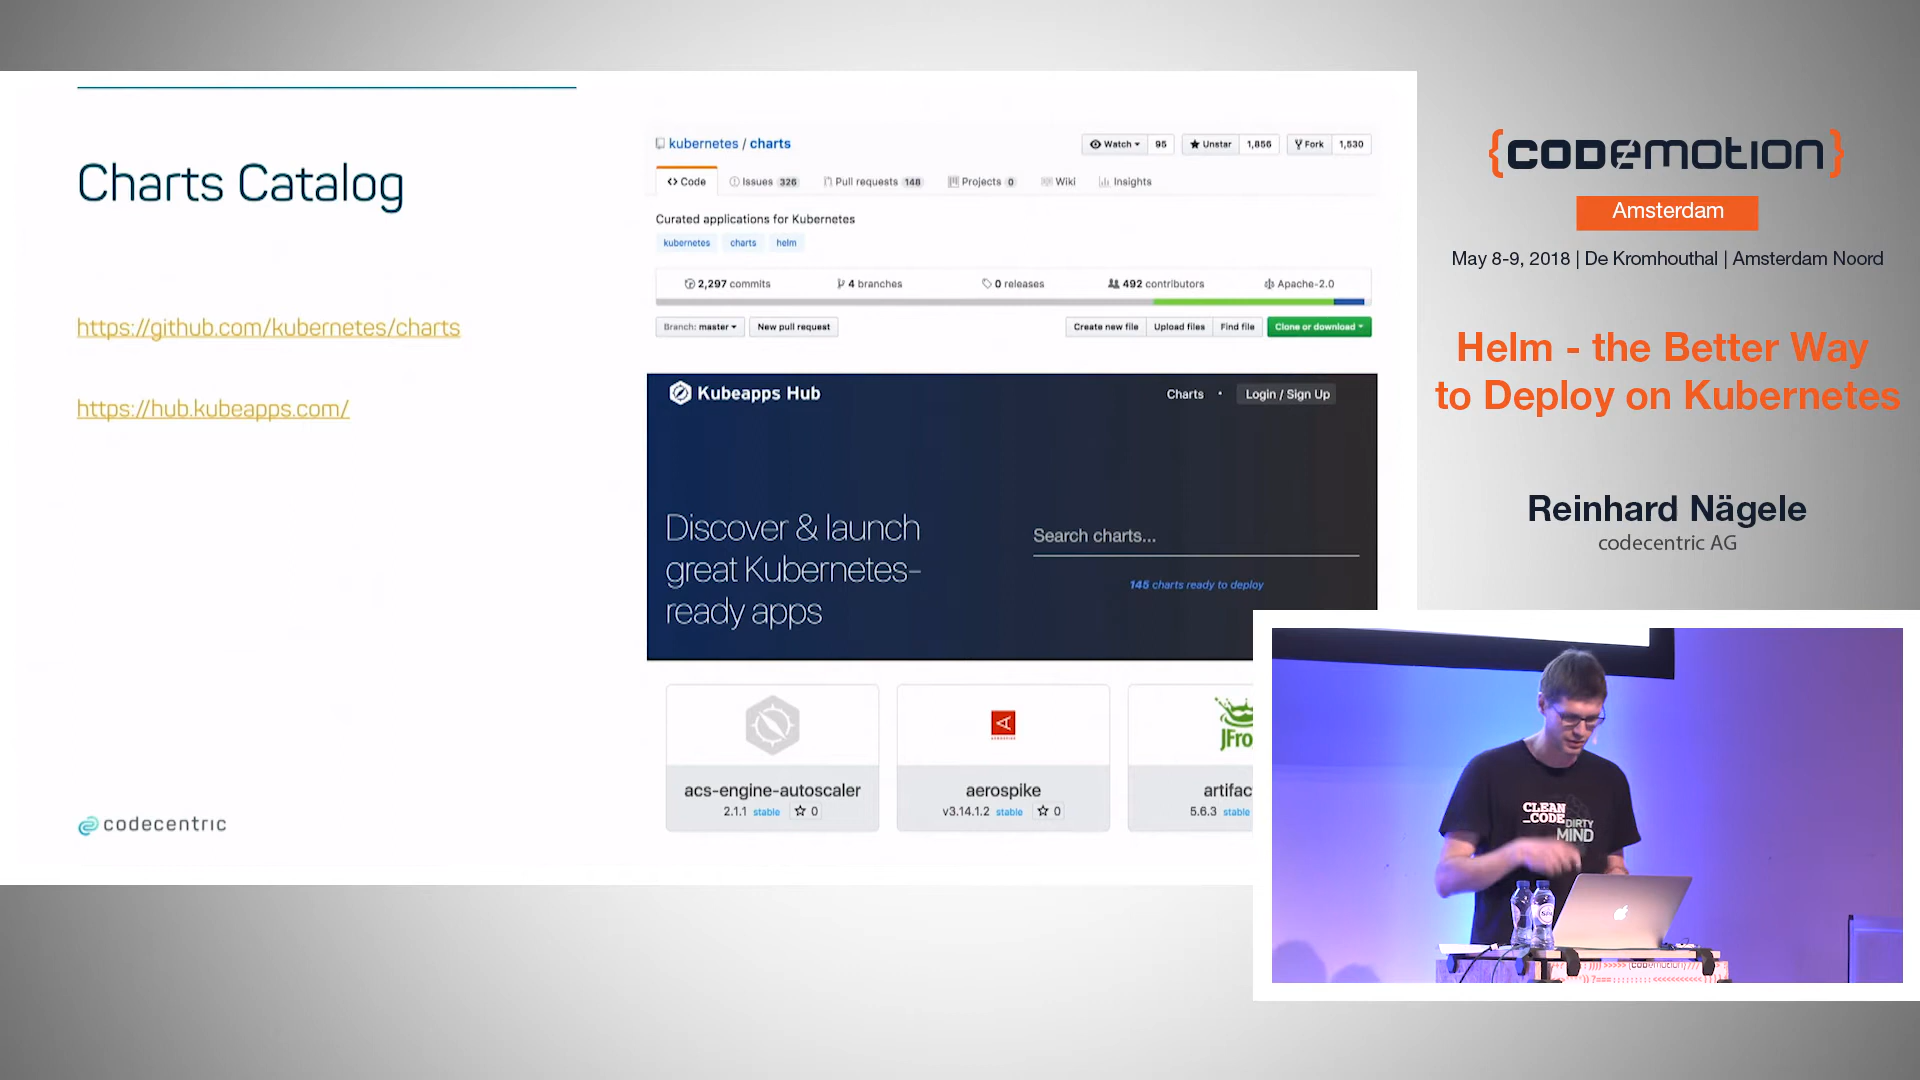 Charts Catalog
https://github.com/kubernetes/charts
https://hub.kubeapps.com/
codecentric
kubernetes / charts
Watch 95
Unstar 1,856
Fork 1,530
Code
Issues 326
Pull requests 148
Projects 0
Wiki
Insights
Curated applications for Kubernetes
kubernetes charts helm
2,297 commits
4 branches
0 releases
492 contributors
Apache-2.0
Branch: master
New pull request
Create new file
Upload files
Find file
Clone or download
Kubeapps Hub
Charts • Login / Sign Up
Discover & launch
great Kubernetes-
ready apps
Search charts...
145 charts ready to deploy
acs-engine-autoscaler
2.1.1 stable 0
aerospike
v3.14.1.2 stable 0
JFro
artifac
5.6.3 stable
{CODEMOTION}
Amsterdam
May 8-9, 2018 | De Kromhouthal | Amsterdam Noord
Helm - the Better Way
to Deploy on Kubernetes
Reinhard Nägele
codecentric AG
CLEAN
_CODE
DIRTY
MIND